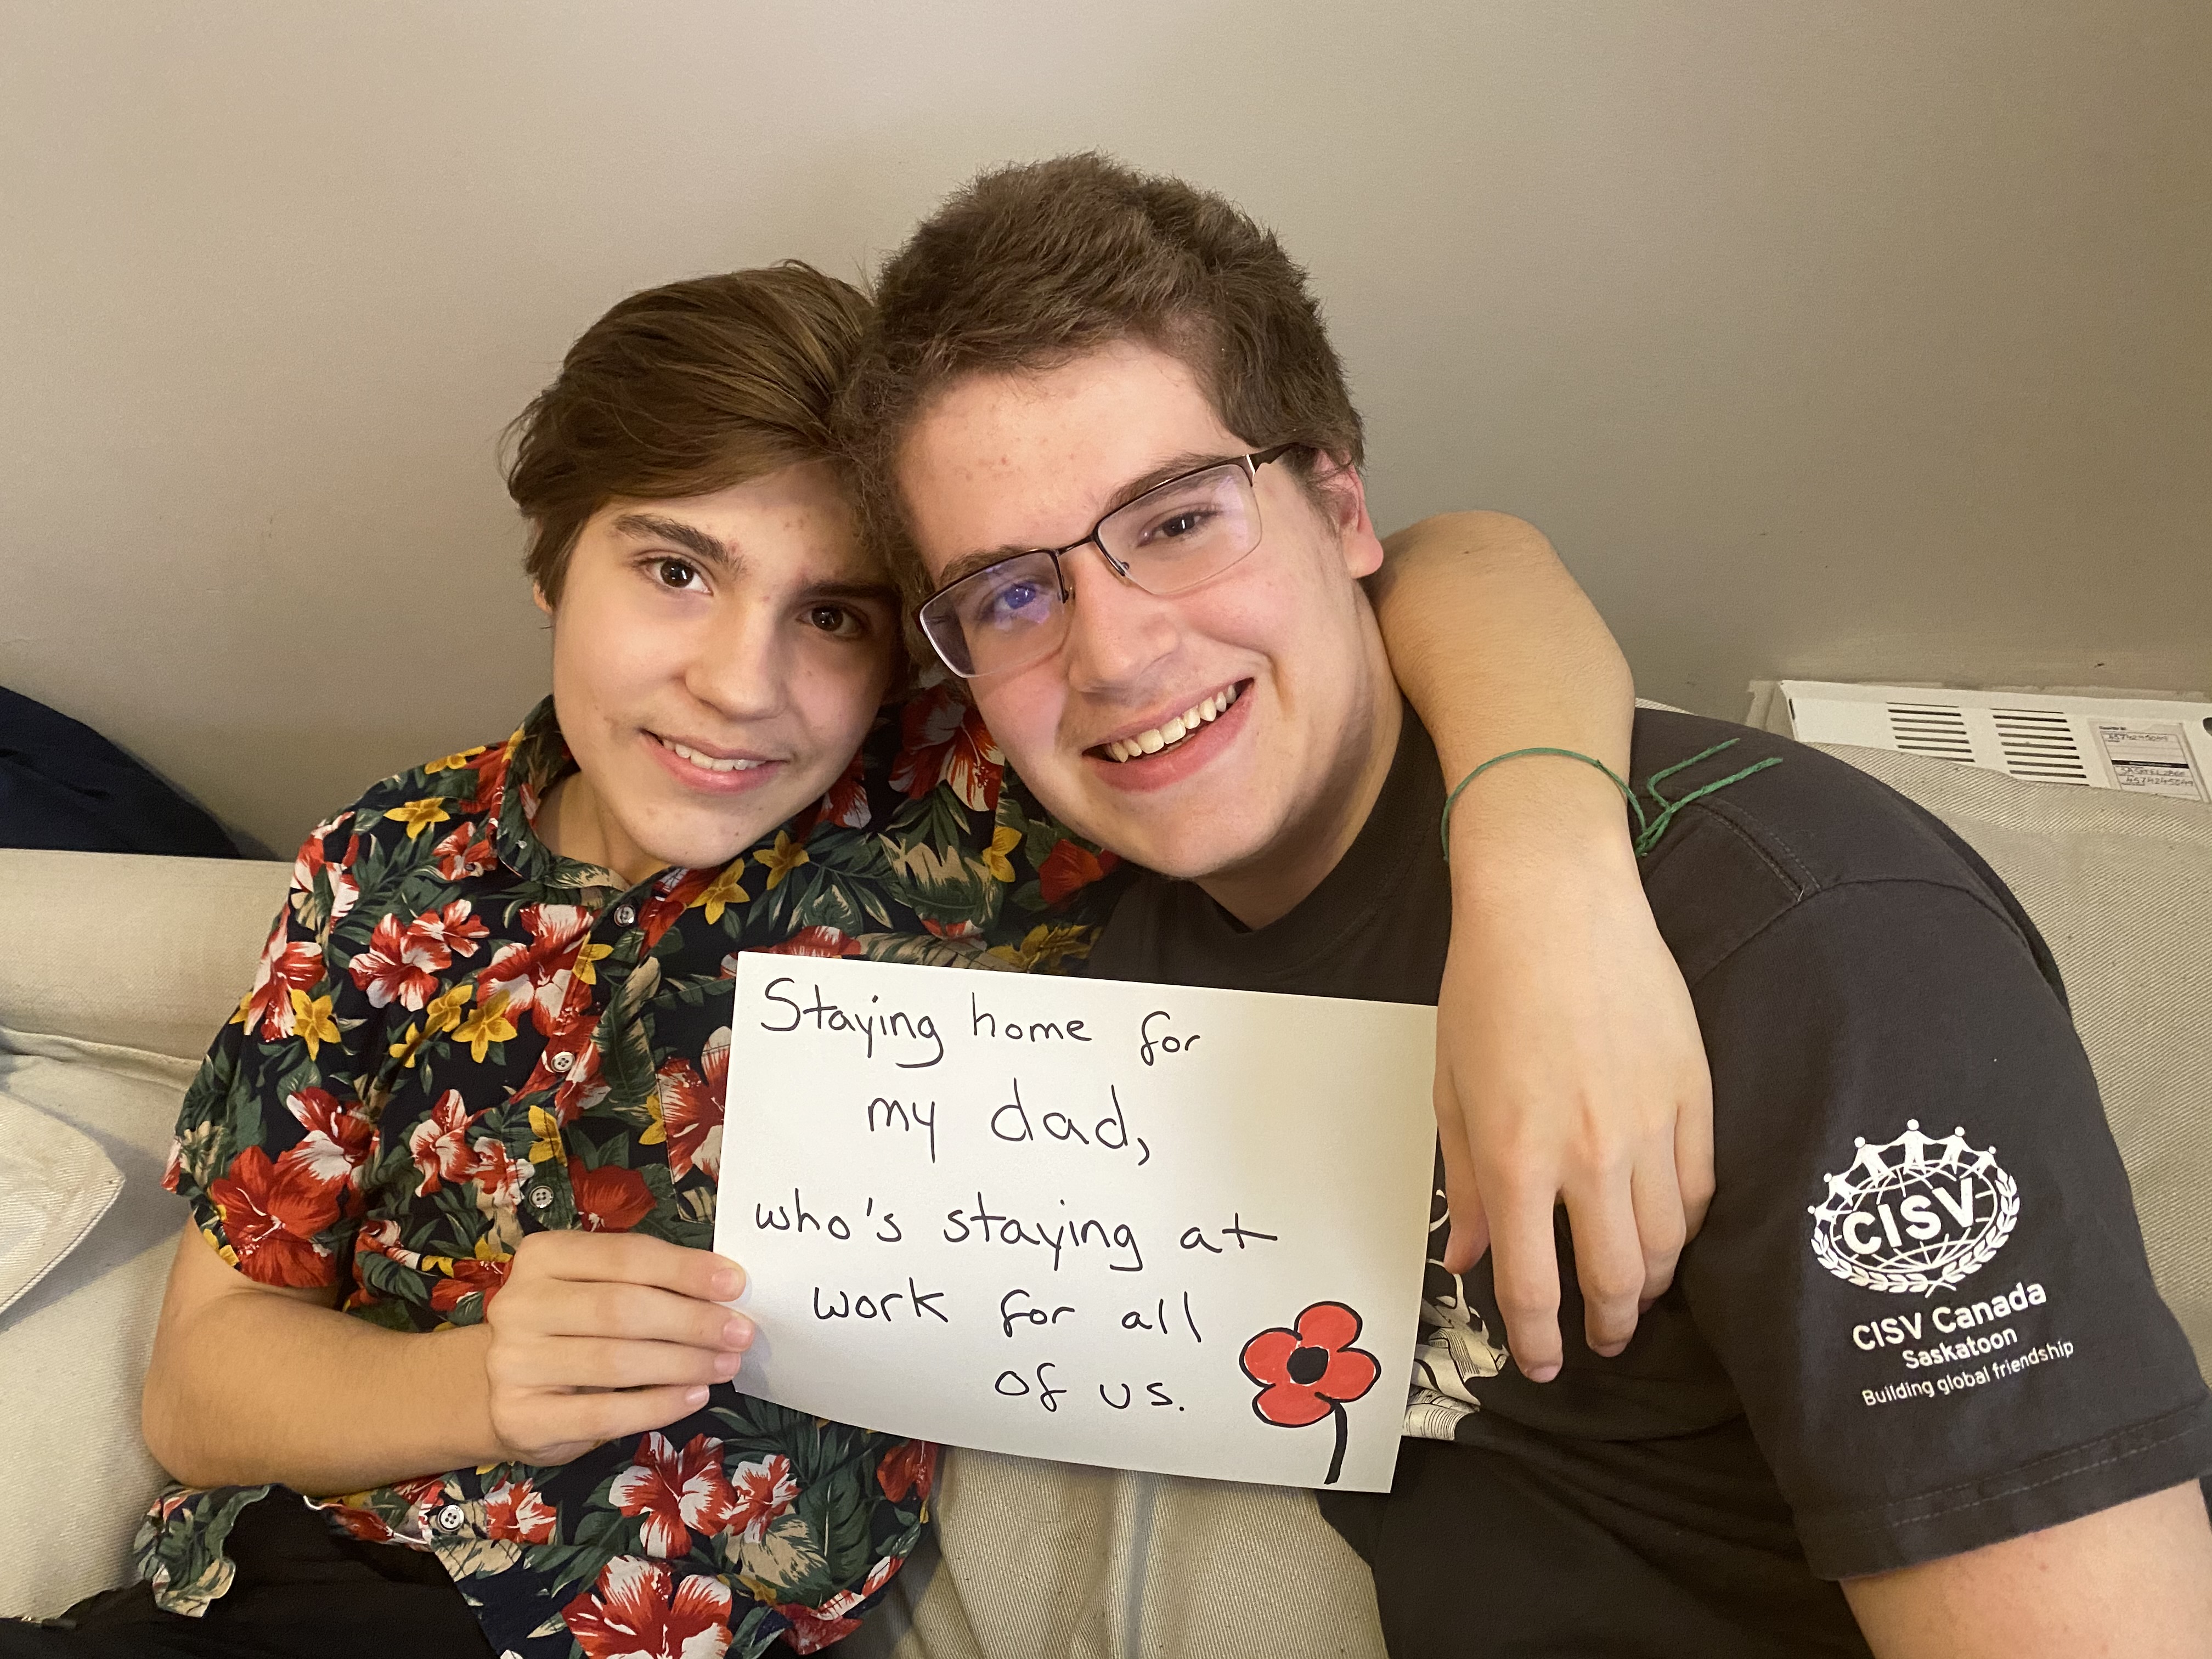 Staying home for
my dad,
who's staying at
work for all
of us.
CISV
CISV Canada
Saskatoon
Building global friendship